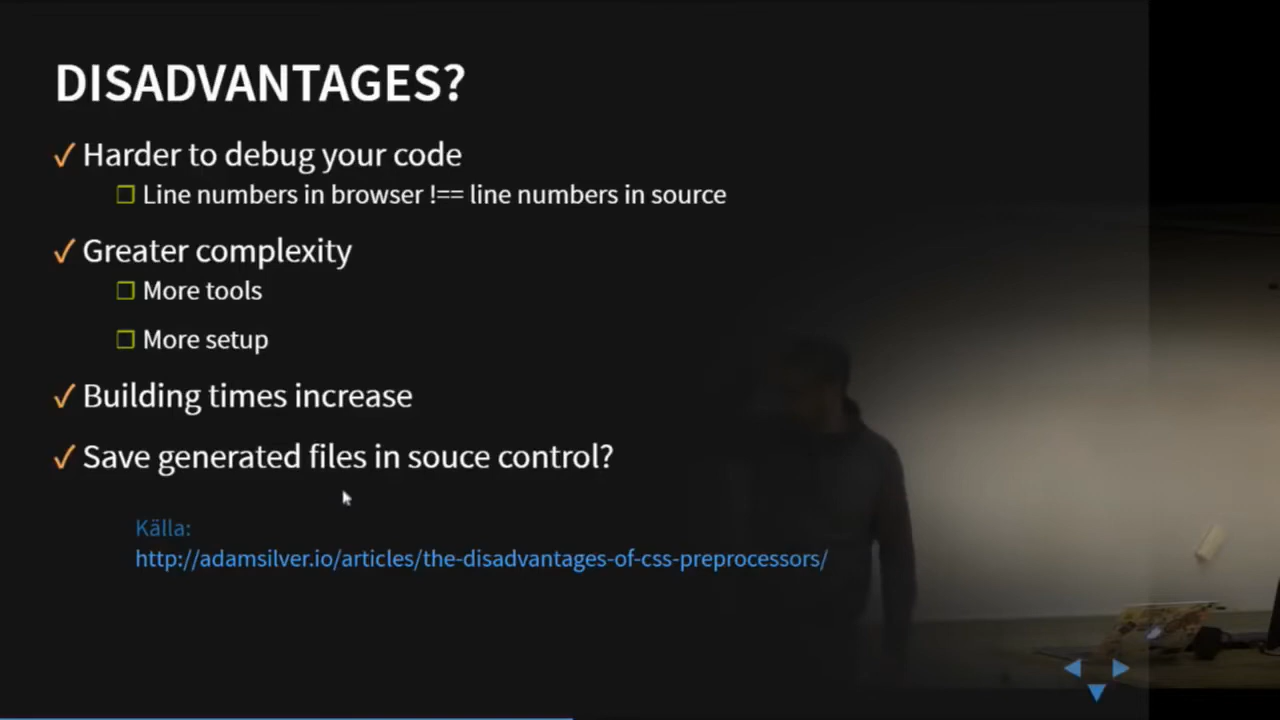 DISADVANTAGES?
Harder to debug your code
Line numbers in browser !== line numbers in source
Greater complexity
More tools
More setup
Building times increase
Save generated files in souce control?
Källa:
http://adamsilver.io/articles/the-disadvantages-of-css-preprocessors/